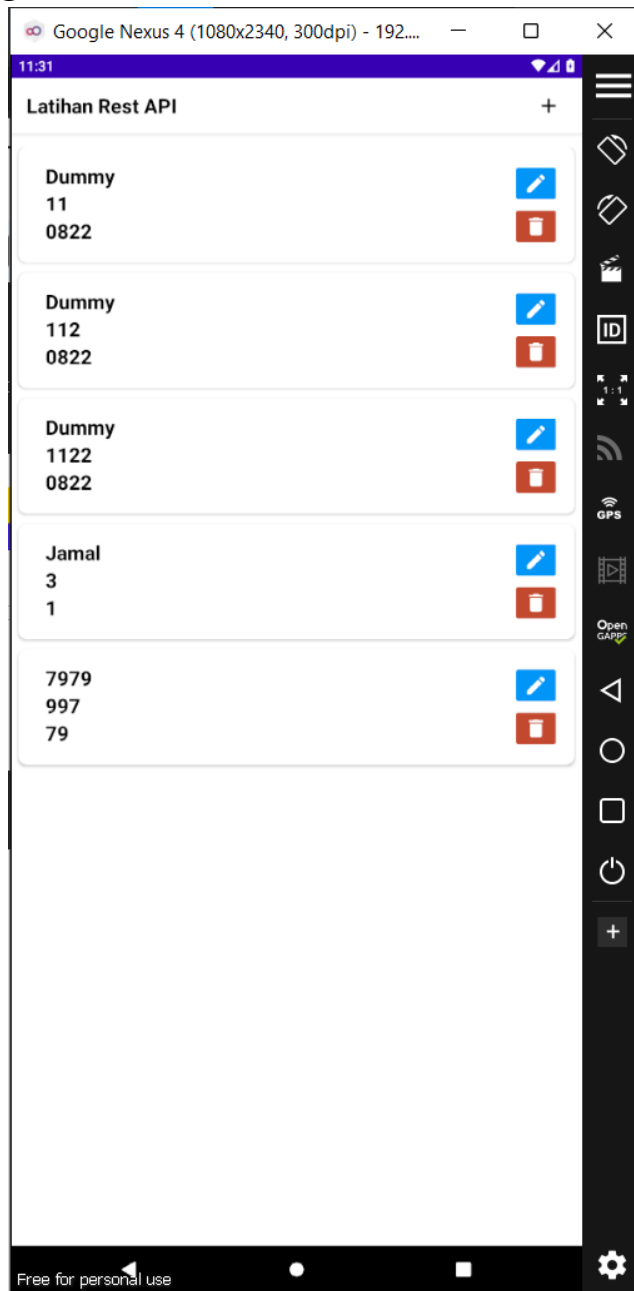 Google Nexus 4 (1080x2340, 300dpi) - 192....
11:31
Latihan Rest API
Dummy
11
0822
Dummy
112
0822
Dummy
1122
0822
Jamal
3
1
7979
997
79
ID
1:1
GPS
Open
GAPPS
Free for personal use